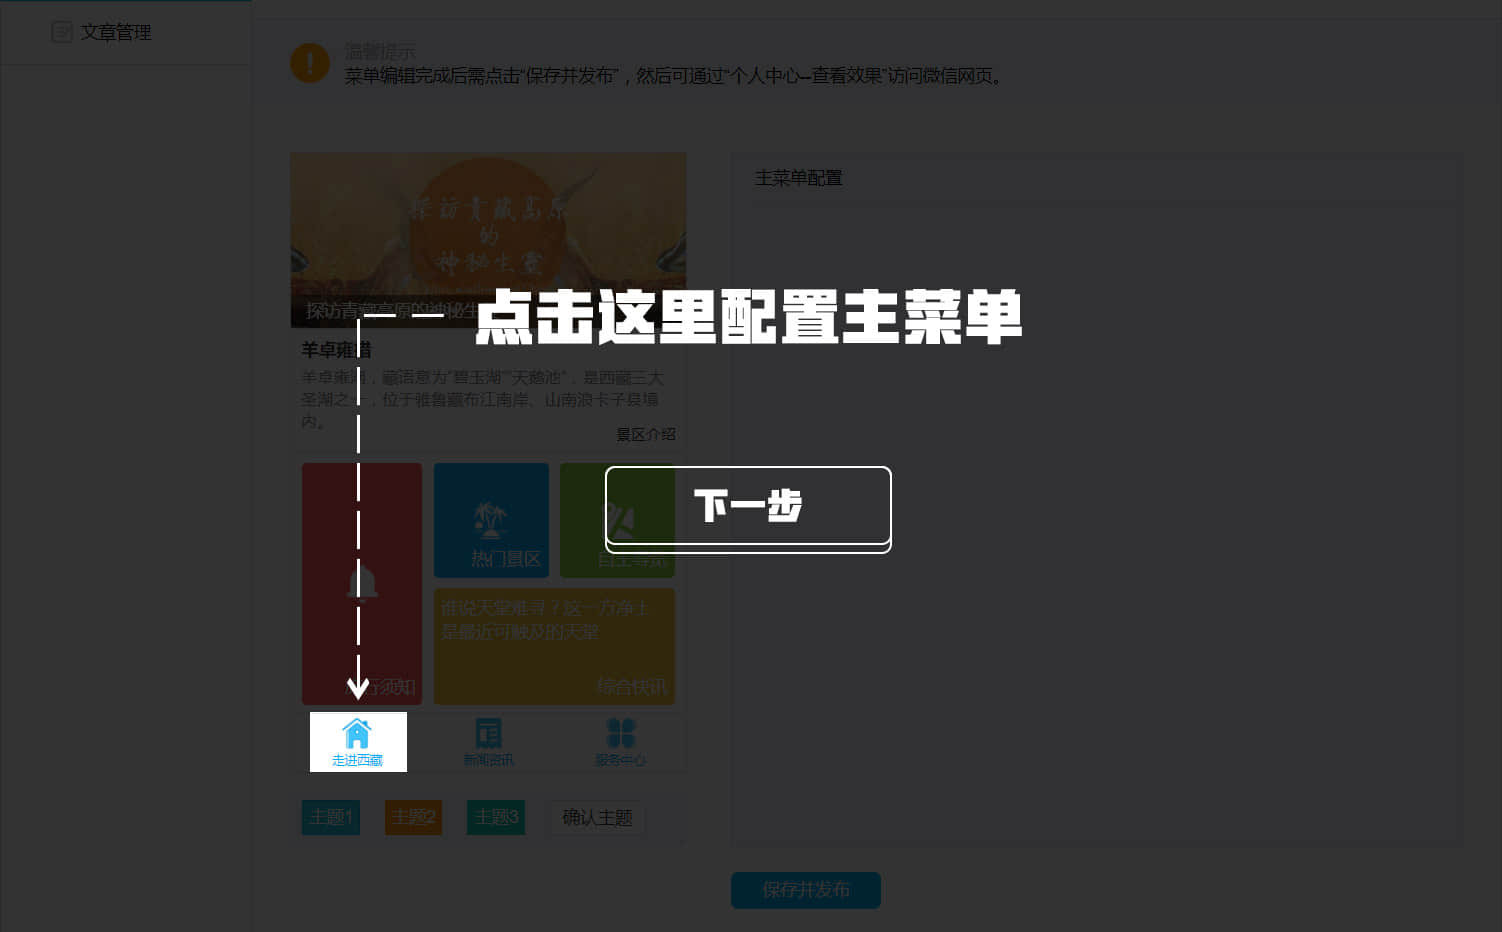 文章管理
温馨提示
菜单编辑完成后需点击“保存并发布”，然后可通过“个人中心–查看效果”访问微信网页。
主菜单配置
探访青藏高原
的
神秘生灵
探访青藏高原的神秘生
点击这里配置主菜单
羊卓雍措
羊卓雍措，藏语意为“碧玉湖”“天鹅池”，是西藏三大
圣湖之一，位于雅鲁藏布江南岸、山南浪卡子县境
内。
景区介绍
下一步
热门景区
自主导览
谁说天堂难寻？这一方净土
是最近可触及的天堂
旅行须知
综合快讯
走进西藏
新闻资讯
服务中心
主题1
主题2
主题3
确认主题
保存并发布